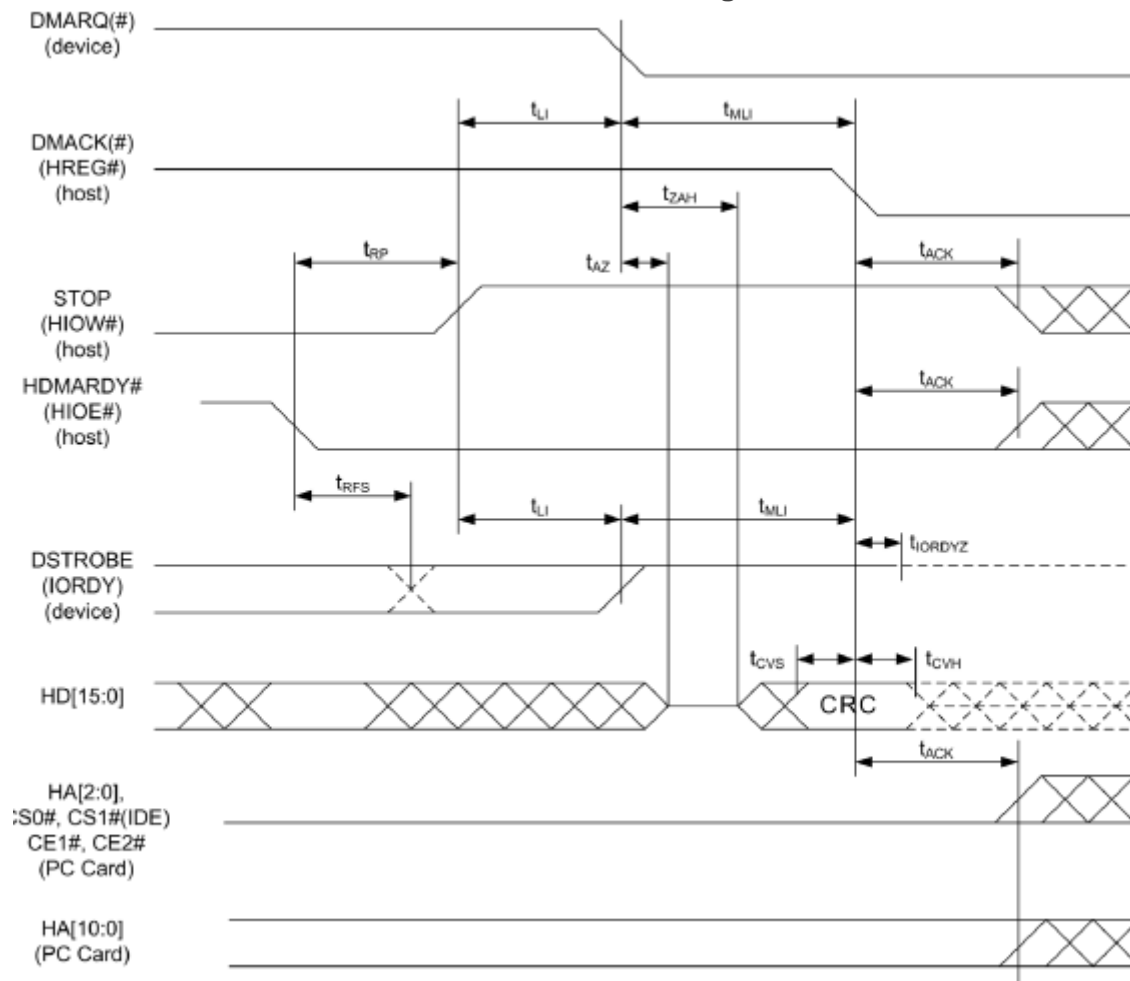 DMARQ(#)
(device)
tLI
tMLI
DMACK(#)
(HREG#)
(host)
tZAH
tRP
tAZ
tACK
STOP
(HIOW#)
(host)
tACK
HDMARDY#
(HIOE#)
(host)
tRFS
tLI
tMLI
tIORDYZ
DSTROBE
(IORDY)
(device)
tCVS
tCVH
HD[15:0]
CRC
tACK
HA[2:0],
CS0#, CS1#(IDE)
CE1#, CE2#
(PC Card)
HA[10:0]
(PC Card)